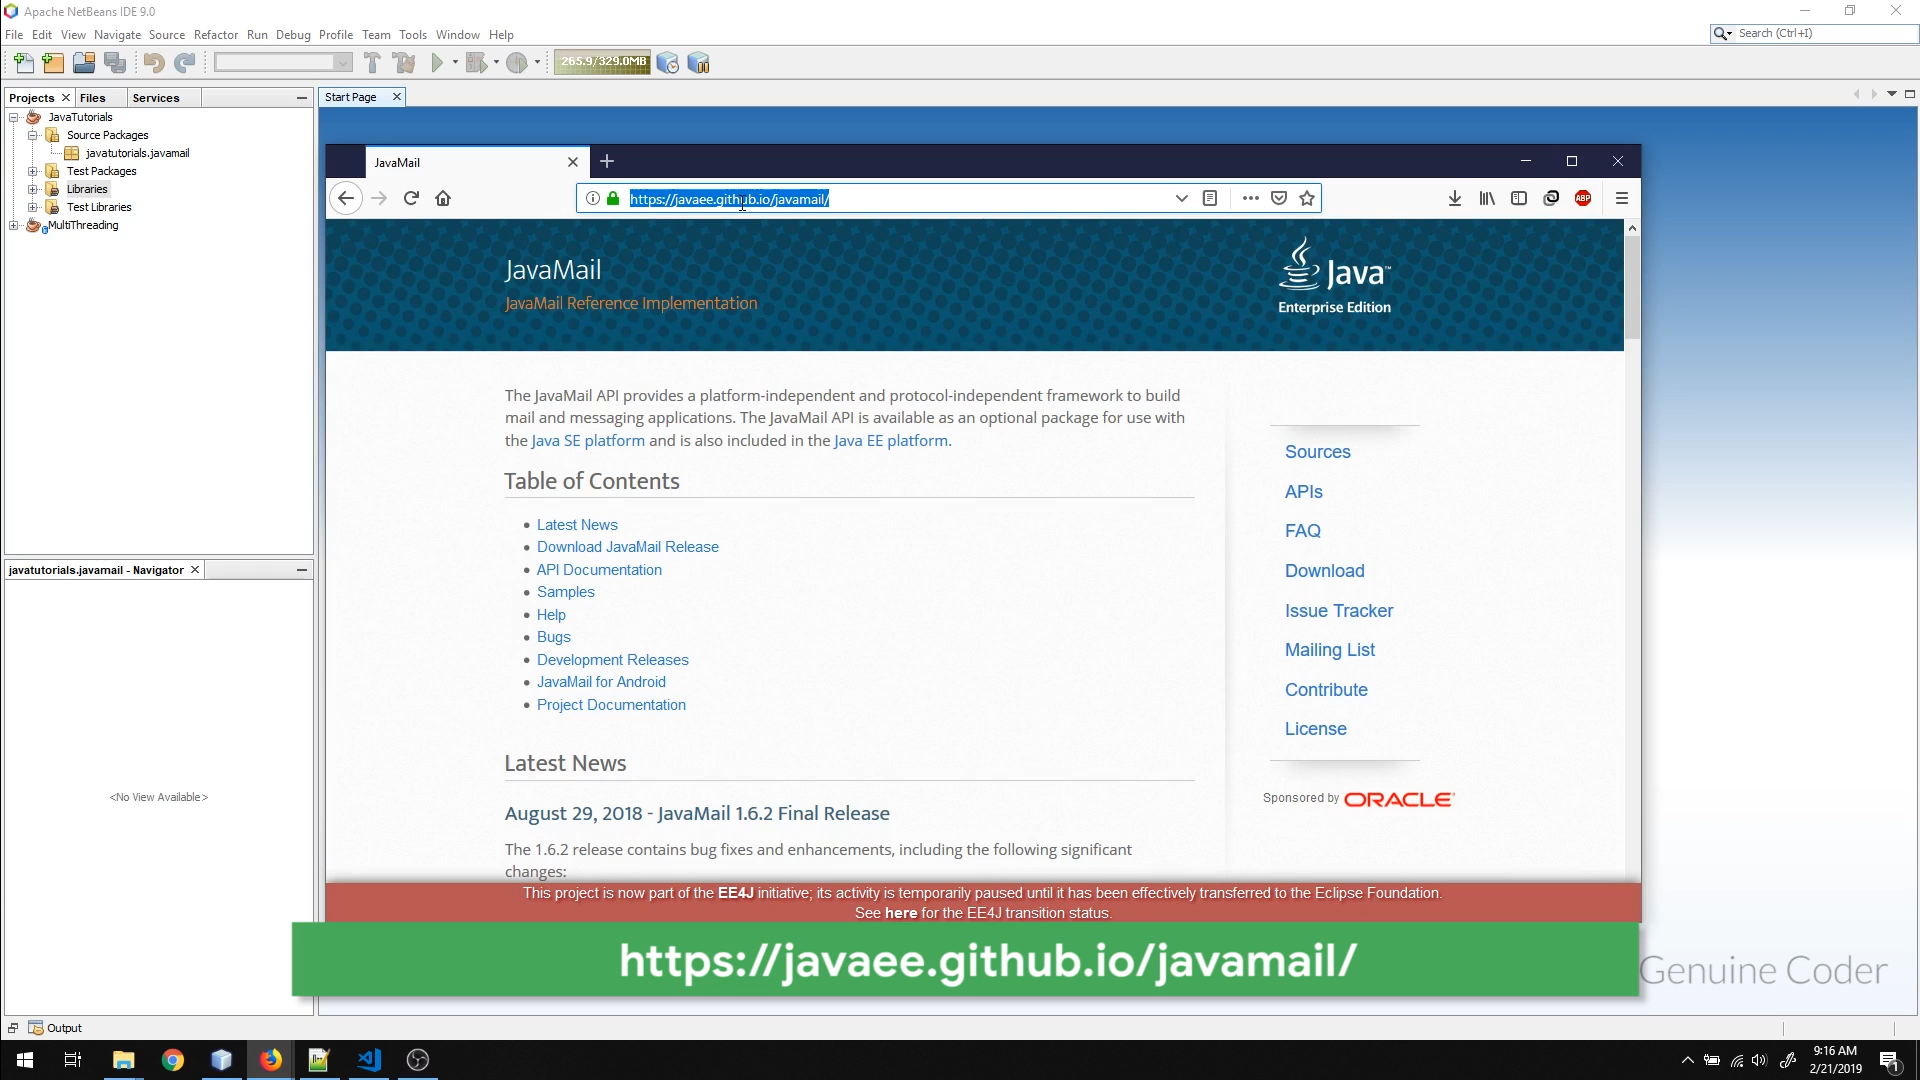 Apache NetBeans IDE 9.0
File Edit View Navigate Source Refactor Run Debug Profile Team Tools Window Help
Search (Ctrl+I)
265.9/329.0MB
Projects Files Services
Start Page
JavaTutorials
Source Packages
javatutorials.javamail
Test Packages
Libraries
Test Libraries
MultiThreading
javatutorials.javamail - Navigator
<No View Available>
JavaMail
https://javaee.github.io/javamail/
ABP
JavaMail
JavaMail Reference Implementation
Java™
Enterprise Edition
The JavaMail API provides a platform-independent and protocol-independent framework to build
mail and messaging applications. The JavaMail API is available as an optional package for use with
the Java SE platform and is also included in the Java EE platform.
Table of Contents
Latest News
Download JavaMail Release
API Documentation
Samples
Help
Bugs
Development Releases
JavaMail for Android
Project Documentation
Latest News
August 29, 2018 - JavaMail 1.6.2 Final Release
The 1.6.2 release contains bug fixes and enhancements, including the following significant
changes:
Sources
APIs
FAQ
Download
Issue Tracker
Mailing List
Contribute
License
Sponsored by ORACLE
This project is now part of the EE4J initiative; its activity is temporarily paused until it has been effectively transferred to the Eclipse Foundation.
See here for the EE4J transition status.
https://javaee.github.io/javamail/
Genuine Coder
Output
9:16 AM
2/21/2019
1